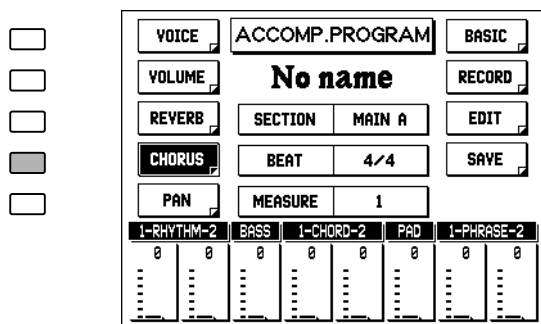 VOICE ACCOMP.PROGRAM BASIC
VOLUME No name RECORD
REVERB SECTION MAIN A EDIT
CHORUS BEAT 4/4 SAVE
PAN MEASURE 1
1-RHYTHM-2 BASS 1-CHORD-2 PAD 1-PHRASE-2
0 0 0 0 0 0 0 0